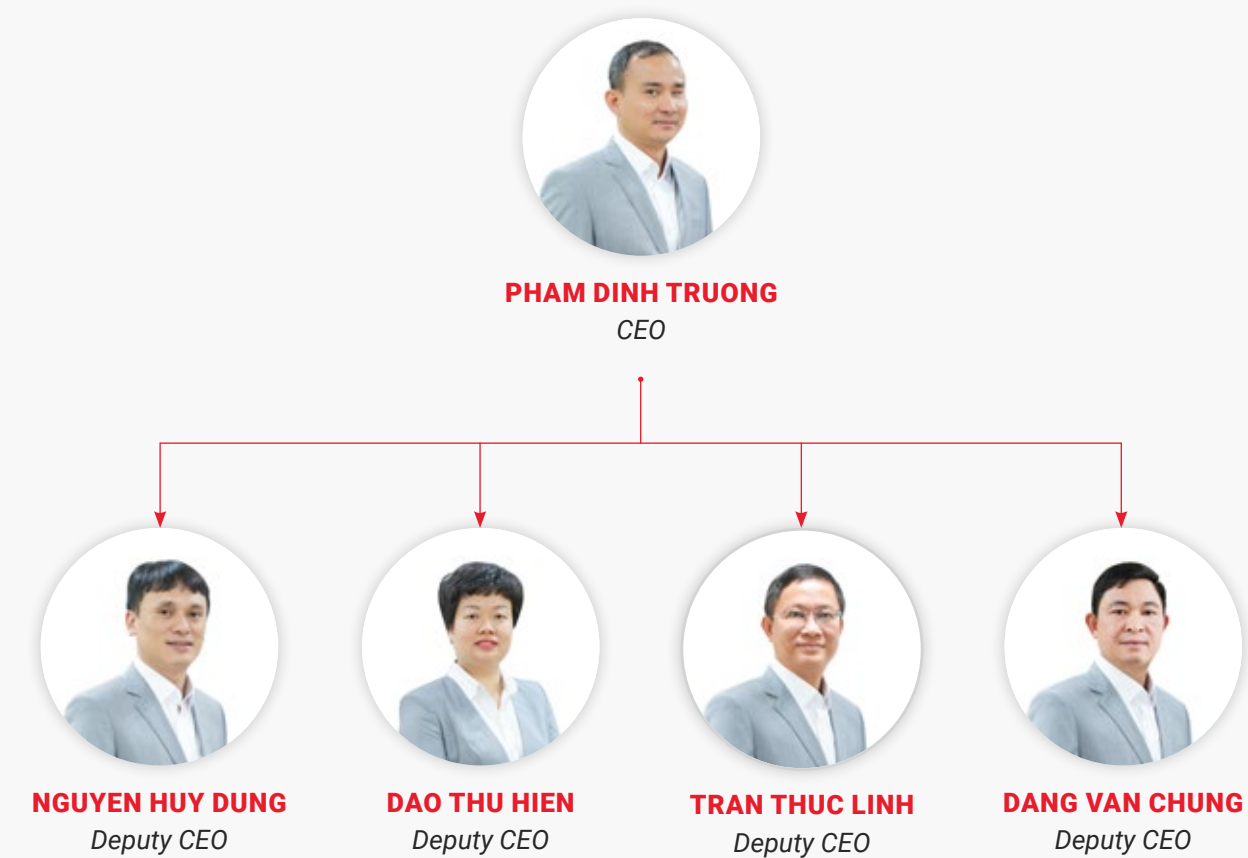 PHAM DINH TRUONG
CEO
NGUYEN HUY DUNG
Deputy CEO
DAO THU HIEN
Deputy CEO
TRAN THUC LINH
Deputy CEO
DANG VAN CHUNG
Deputy CEO